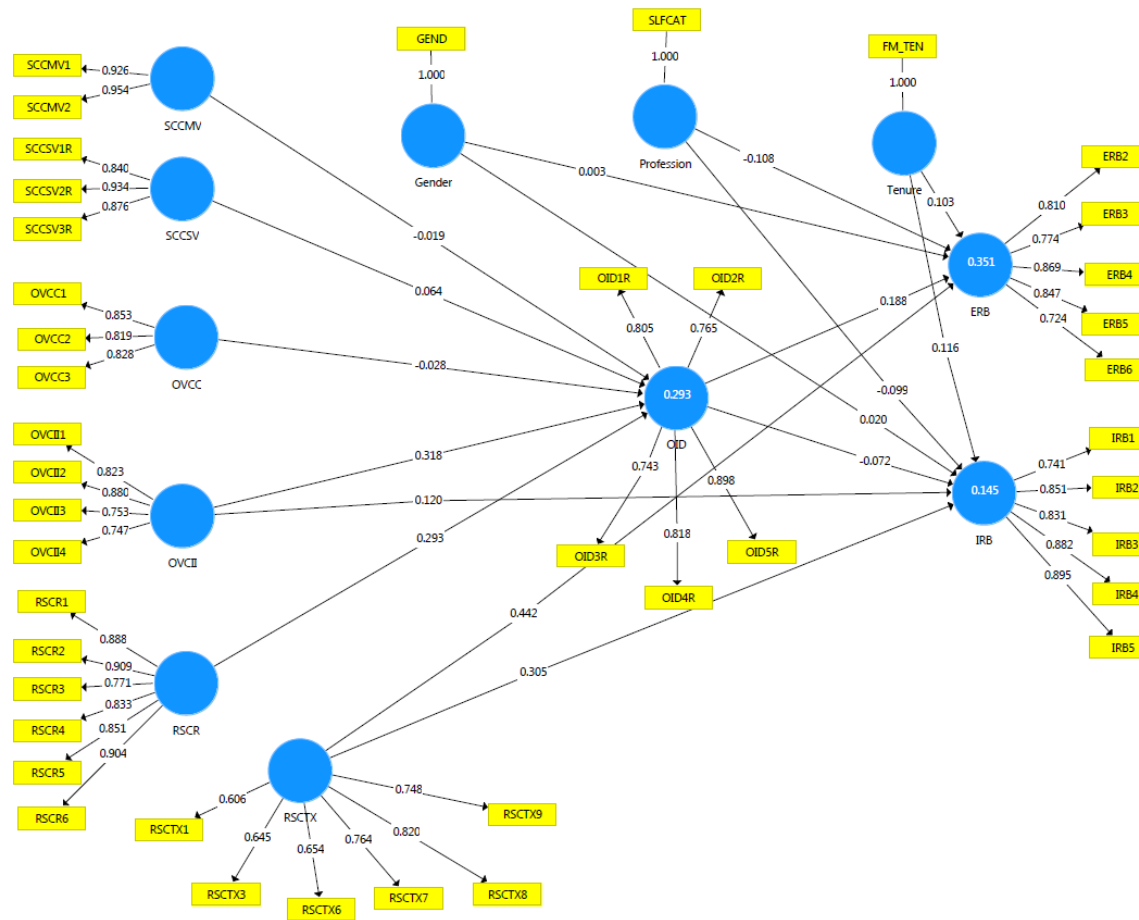 SLFCAT
GEND
FM_TEN
SCCMV1
0.926
1.000
1.000
1.000
SCCMV2
0.954
SCCMV
SCCSV1R
0.840
SCCSV2R
0.934
SCCSV3R
0.876
SCCSV
Gender
Profession
Tenure
0.003
-0.108
0.103
ERB2
0.810
ERB3
0.774
0.351
ERB4
0.869
ERB5
0.847
ERB6
0.724
ERB
-0.019
0.064
OID1R
OID2R
0.188
OVCC1
0.853
OVCC2
0.819
OVCC3
0.828
OVCC
0.805
0.765
0.116
-0.028
0.293
OID
-0.099
0.020
OVCII1
0.823
OVCII2
0.880
OVCII3
0.753
OVCII4
0.747
OVCII
0.318
0.743
-0.072
0.898
IRB1
0.741
0.120
0.145
IRB2
0.851
IRB3
0.831
IRB4
0.882
IRB5
0.895
IRB
0.293
0.818
OID3R
OID5R
OID4R
RSCR1
0.888
RSCR2
0.909
RSCR3
0.771
RSCR4
0.833
RSCR5
0.851
RSCR6
0.904
RSCR
0.442
0.305
RSCTX
0.748
RSCTX9
0.606
RSCTX1
0.645
0.654
0.764
0.820
RSCTX3
RSCTX6
RSCTX7
RSCTX8